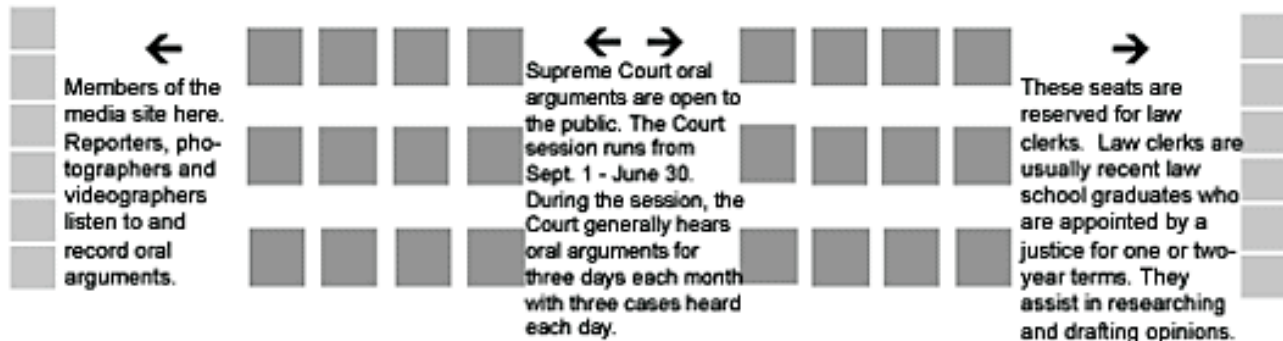 Members of the
media site here.
Reporters, pho-
tographers and
videographers
listen to and
record oral
arguments.
Supreme Court oral
arguments are open to
the public. The Court
session runs from
Sept. 1 - June 30.
During the session, the
Court generally hears
oral arguments for
three days each month
with three cases heard
each day.
These seats are
reserved for law
clerks. Law clerks are
usually recent law
school graduates who
are appointed by a
justice for one or two-
year terms. They
assist in researching
and drafting opinions.